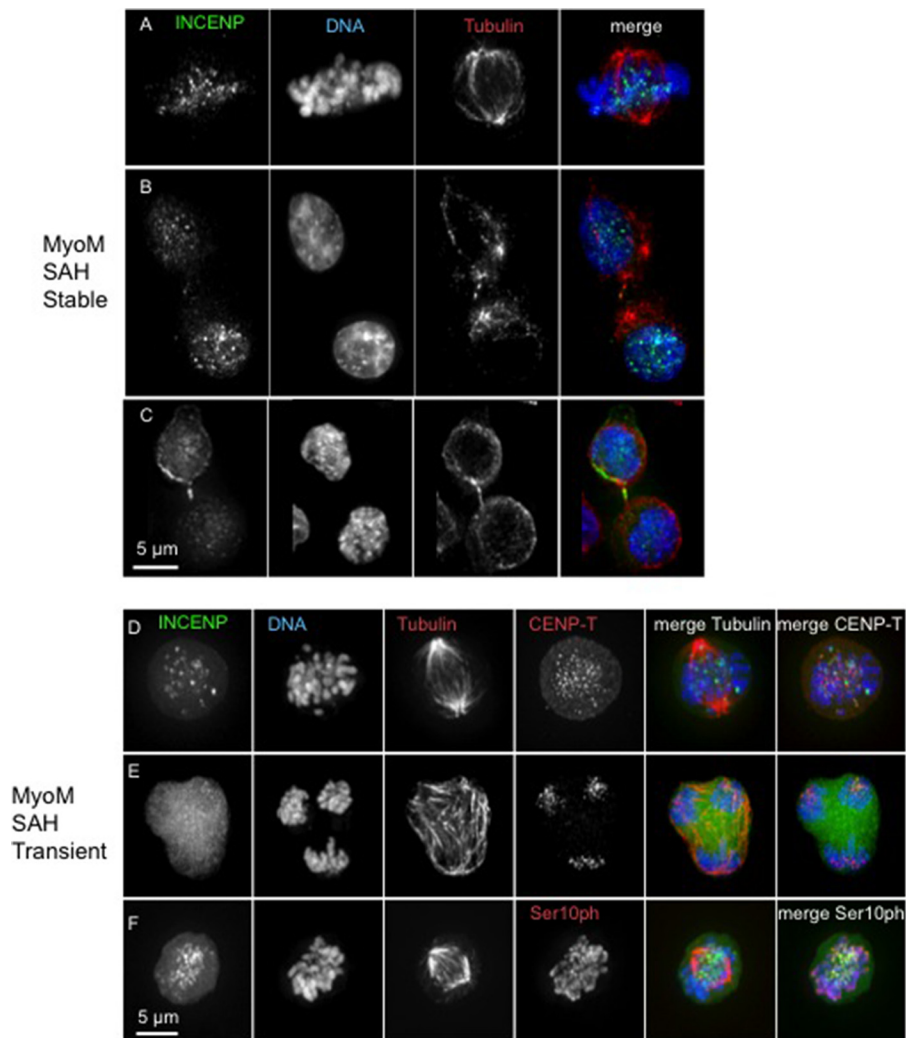 A INCENP DNA Tubulin merge
B
MyoM
SAH
Stable
C
5 µm
D INCENP DNA Tubulin CENP-T merge Tubulin merge CENP-T
E
MyoM
SAH
Transient
F Ser10ph merge Ser10ph
5 µm